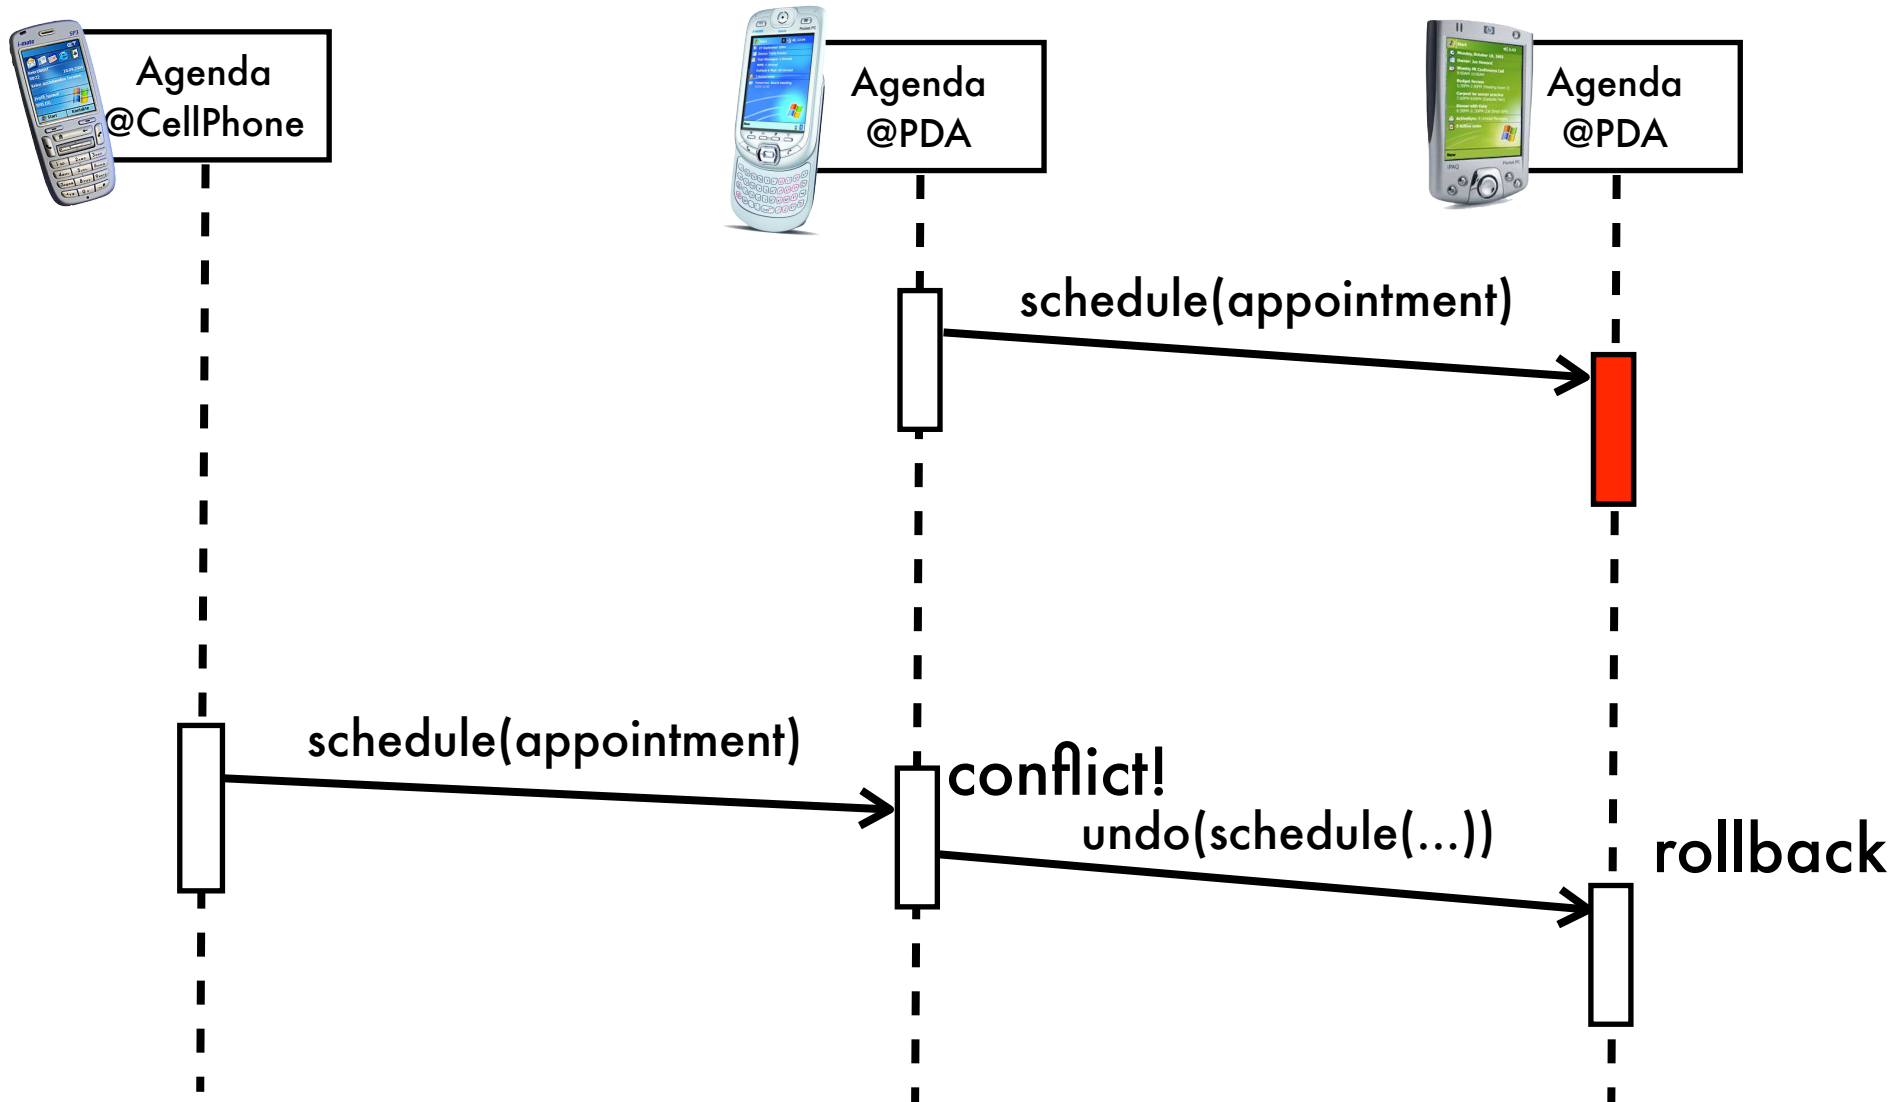 Agenda
@CellPhone
Agenda
@PDA
Agenda
@PDA
schedule(appointment)
schedule(appointment)
conflict!
undo(schedule(...))
rollback